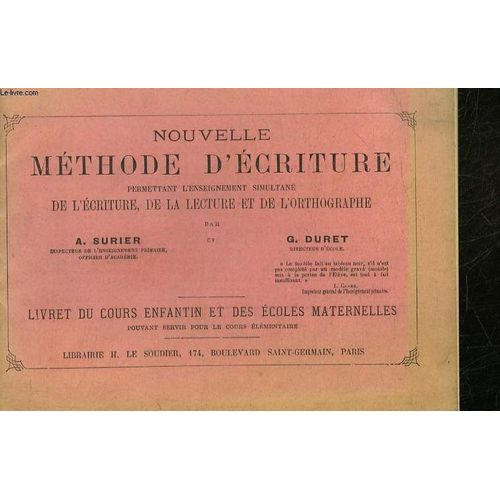 Le-livre.com
NOUVELLE
MÉTHODE D'ÉCRITURE
PERMETTANT L'ENSEIGNEMENT SIMULTANÉ
DE L'ÉCRITURE, DE LA LECTURE ET DE L'ORTHOGRAPHE
PAR
A. SURIER ET G. DURET
INSPECTEUR DE L'ENSEIGNEMENT PRIMAIRE,
OFFICIER D'ACADÉMIE.
DIRECTEUR D'ÉCOLE.
« Le modèle fait au tableau noir, s'il n'est
pas complété par un modèle gravé (mobile)
mis à la portée de l'Élève, est tout à fait
insuffisant. »
Inspecteur général de l'Enseignement primaire.
LIVRET DU COURS ENFANTIN ET DES ÉCOLES MATERNELLES
POUVANT SERVIR POUR LE COURS ÉLÉMENTAIRE
LIBRAIRIE H. LE SOUDIER, 174, BOULEVARD SAINT-GERMAIN, PARIS